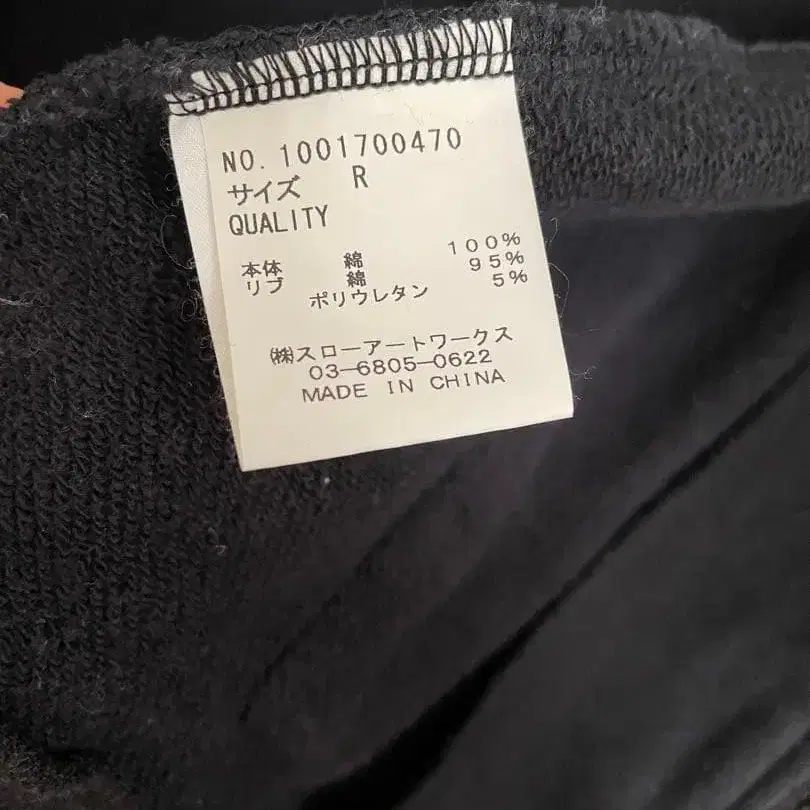 NO. 1001700470
サイズ R
QUALITY
本体 綿 100%
リブ 綿 95%
ポリウレタン 5%
㈱スローアートワークス
03-6805-0622
MADE IN CHINA